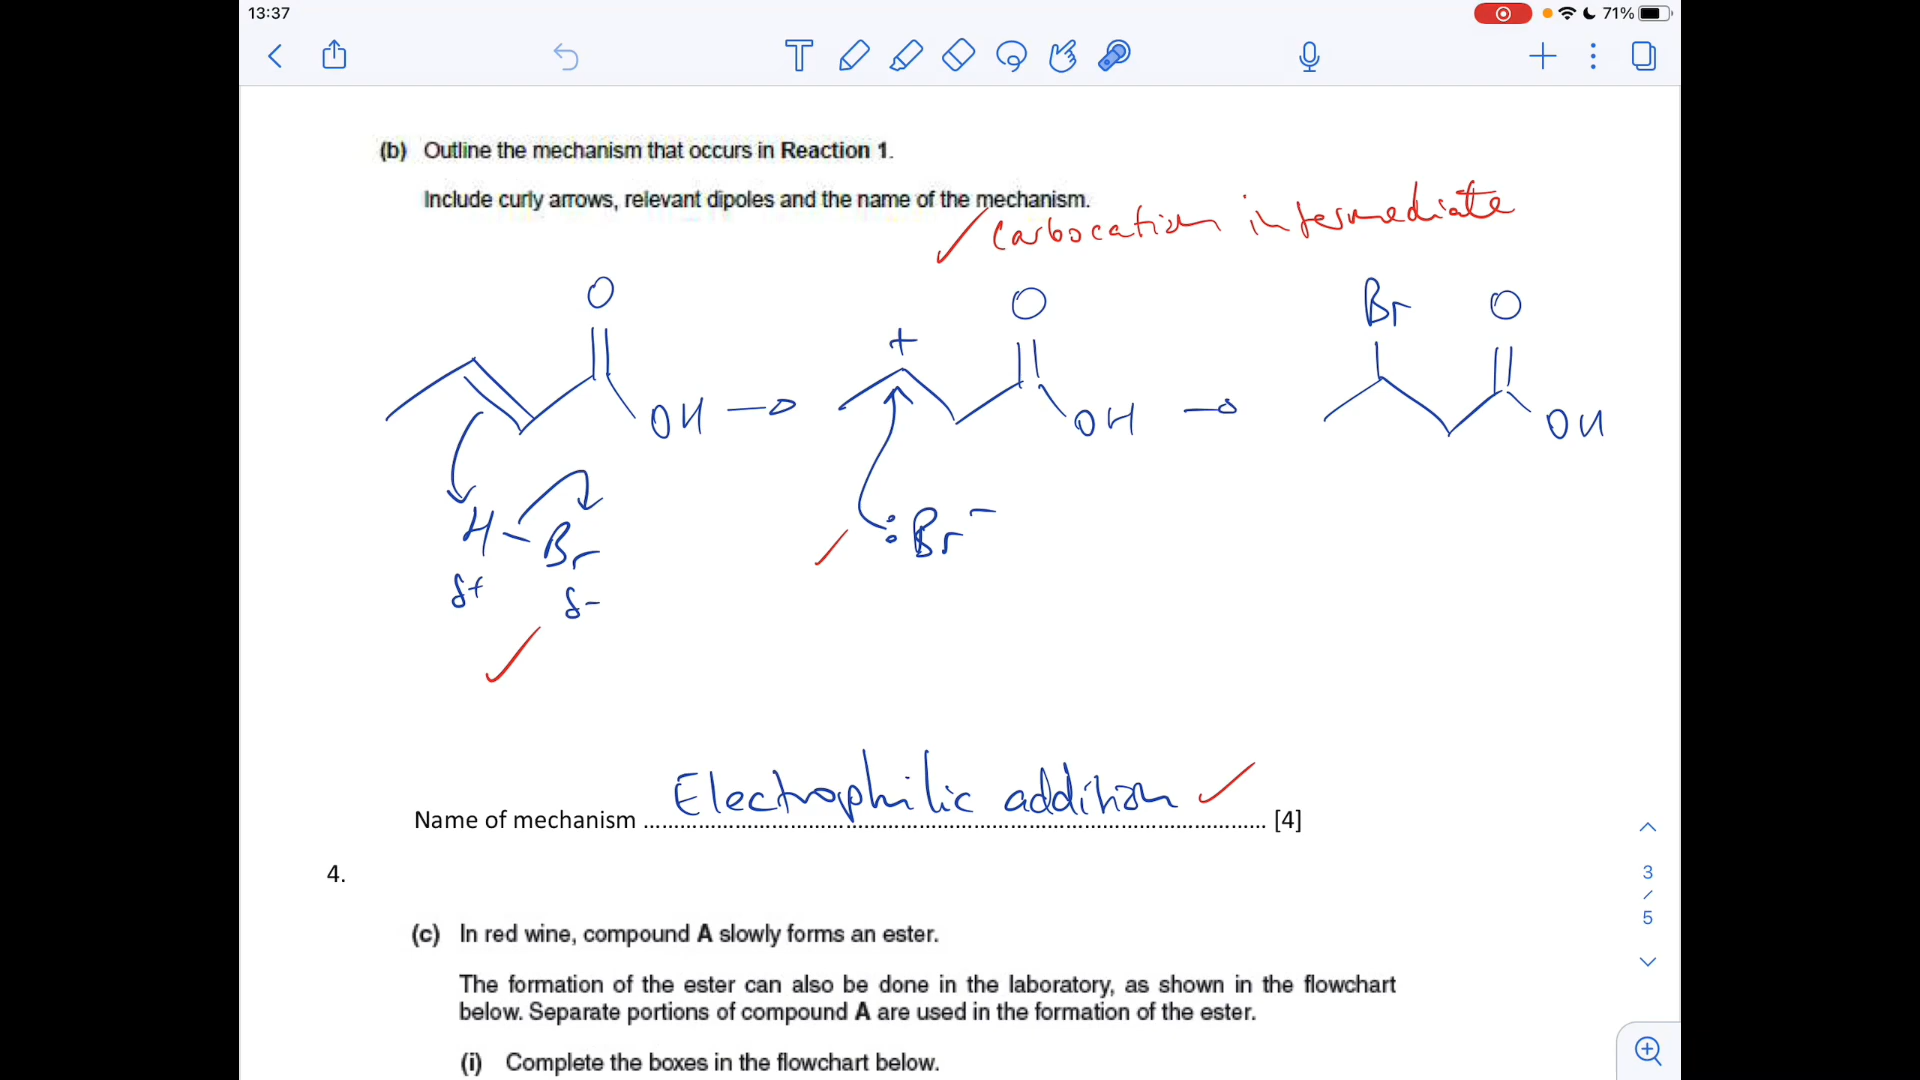 13:37
71%
T
(b) Outline the mechanism that occurs in Reaction 1.
Include curly arrows, relevant dipoles and the name of the mechanism.
✓ Carbocation intermediate
O O Br O
+
OH OH OH
H - Br :Br⁻
δ+ δ-
✓ ✓
Electrophilic addition ✓
Name of mechanism ........................................................................................ [4]
3
/
5
4.
(c) In red wine, compound A slowly forms an ester.
The formation of the ester can also be done in the laboratory, as shown in the flowchart
below. Separate portions of compound A are used in the formation of the ester.
(i) Complete the boxes in the flowchart below.